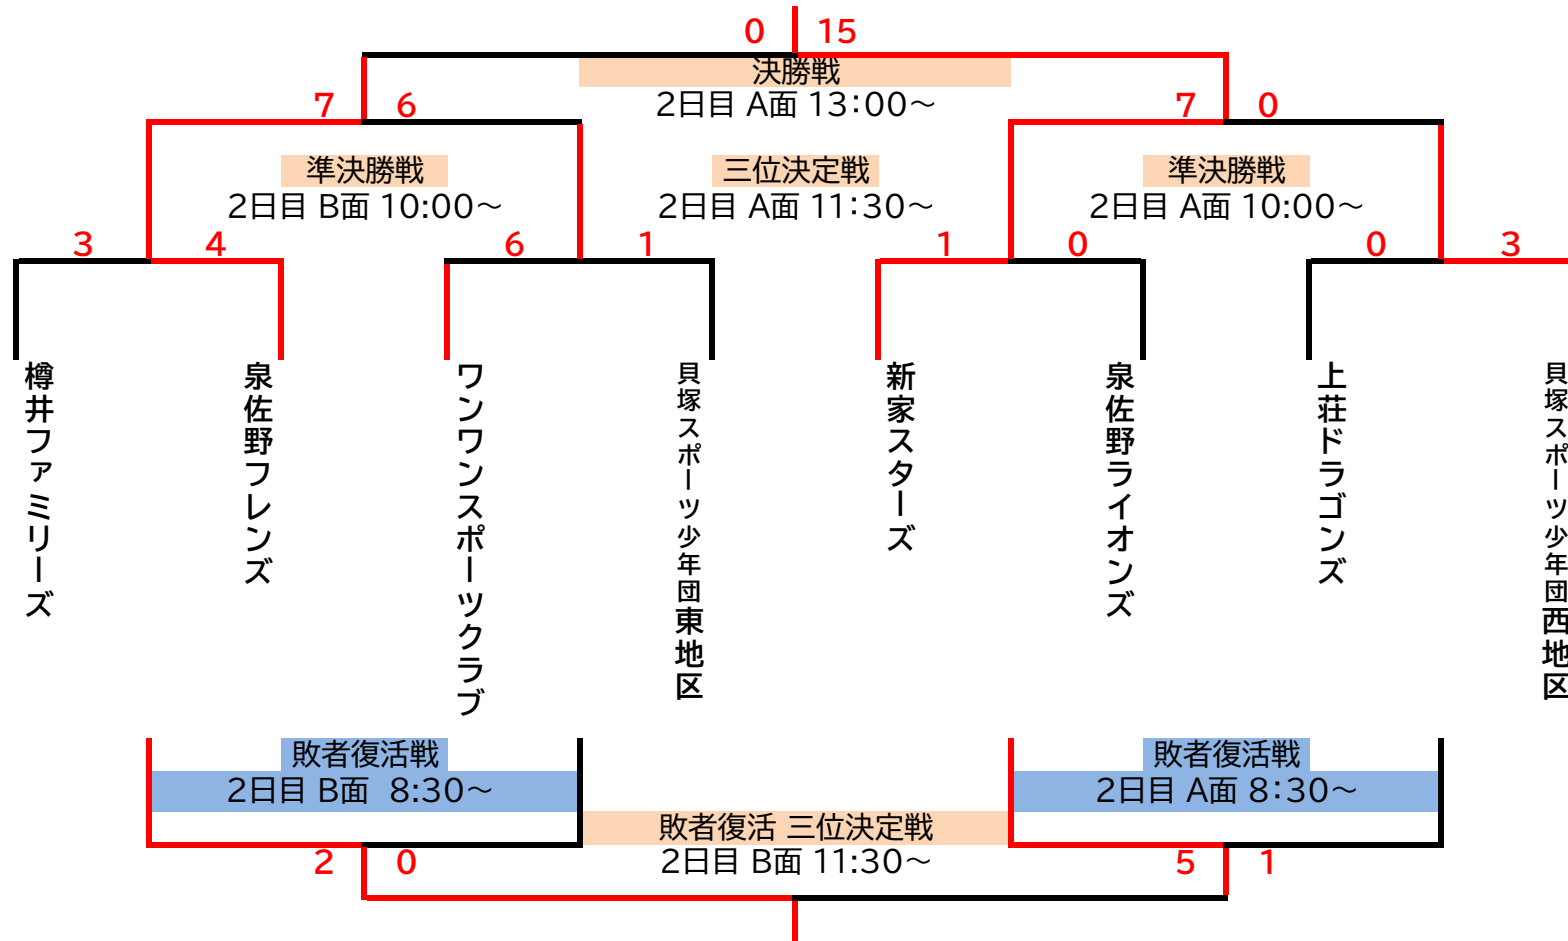 0 15
決勝戦
2日目 A面 13:00~
7 6
7 0
準決勝戦
2日目 B面 10:00~
三位決定戦
2日目 A面 11:30~
準決勝戦
2日目 A面 10:00~
3 4
6 1
1 0
0 3
樽井ファミリーズ
泉佐野フレンズ
ワンワンスポーツクラブ
貝塚スポーツ少年団東地区
新家スターズ
泉佐野ライオンズ
上荘ドラゴンズ
貝塚スポーツ少年団西地区
敗者復活戦
2日目 B面 8:30~
敗者復活戦
2日目 A面 8:30~
敗者復活 三位決定戦
2日目 B面 11:30~
2 0
5 1